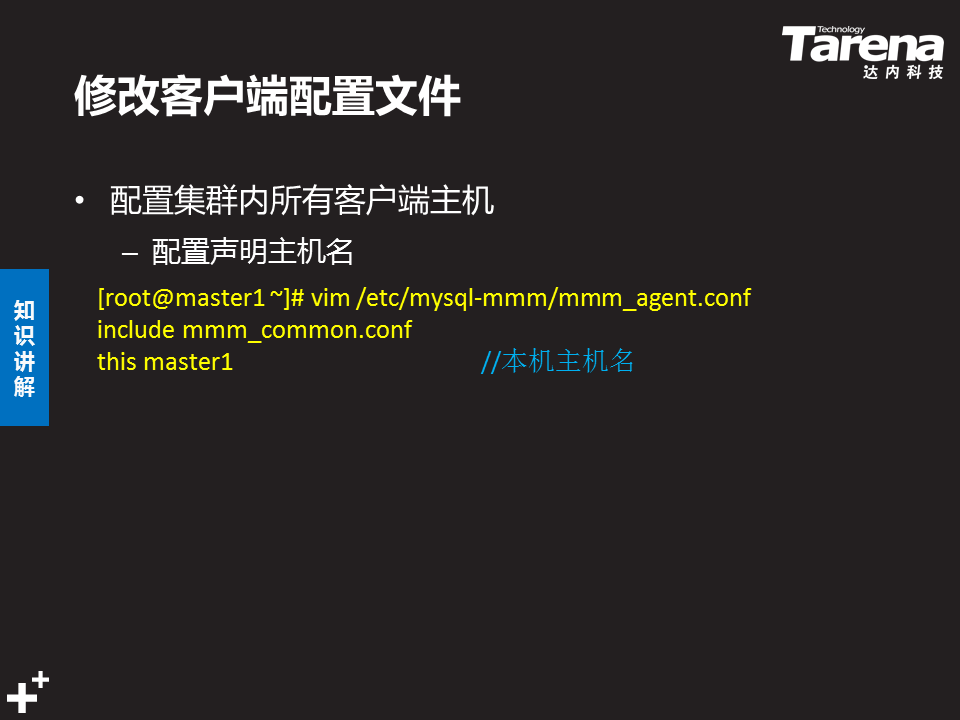 Technology
Tarena
达内科技
修改客户端配置文件
• 配置集群内所有客户端主机
– 配置声明主机名
[root@master1 ~]# vim /etc/mysql-mmm/mmm_agent.conf
include mmm_common.conf
this master1 //本机主机名
知识讲解